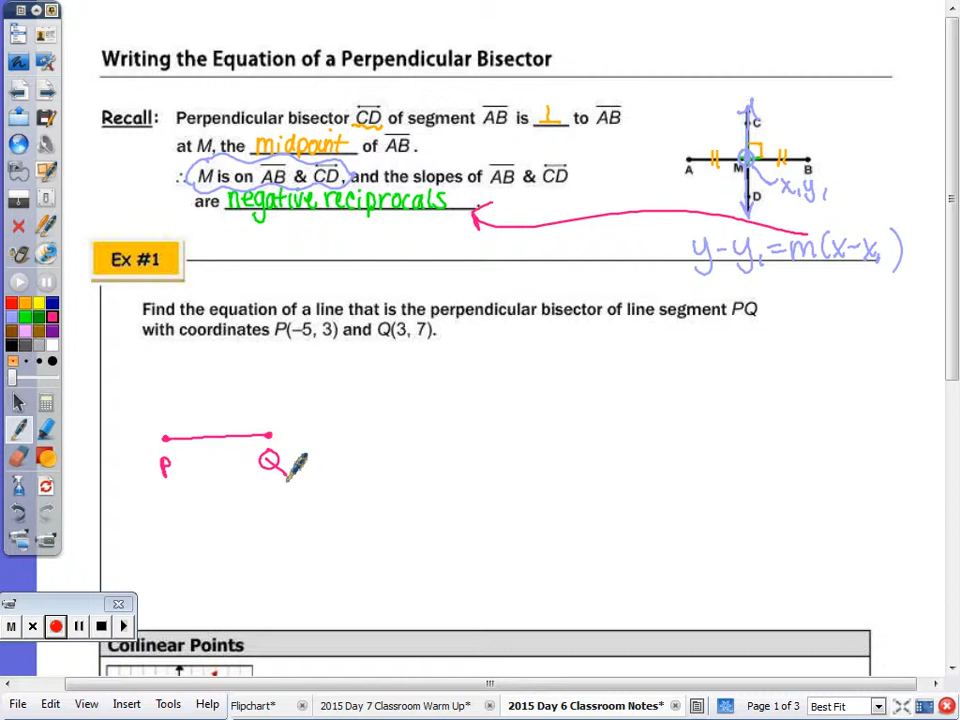 Writing the Equation of a Perpendicular Bisector
Recall: Perpendicular bisector CD of segment AB is ⊥ to AB
at M, the midpoint of AB.
∴ M is on AB & CD, and the slopes of AB & CD
are negative reciprocals.
C
A M B
D
x₁ y₁
y - y₁ = m(x - x₁)
Ex #1
Find the equation of a line that is the perpendicular bisector of line segment PQ
with coordinates P(–5, 3) and Q(3, 7).
P Q
M
Collinear Points
File Edit View Insert Tools Help Flipchart* 2015 Day 7 Classroom Warm Up* 2015 Day 6 Classroom Notes* Page 1 of 3 Best Fit